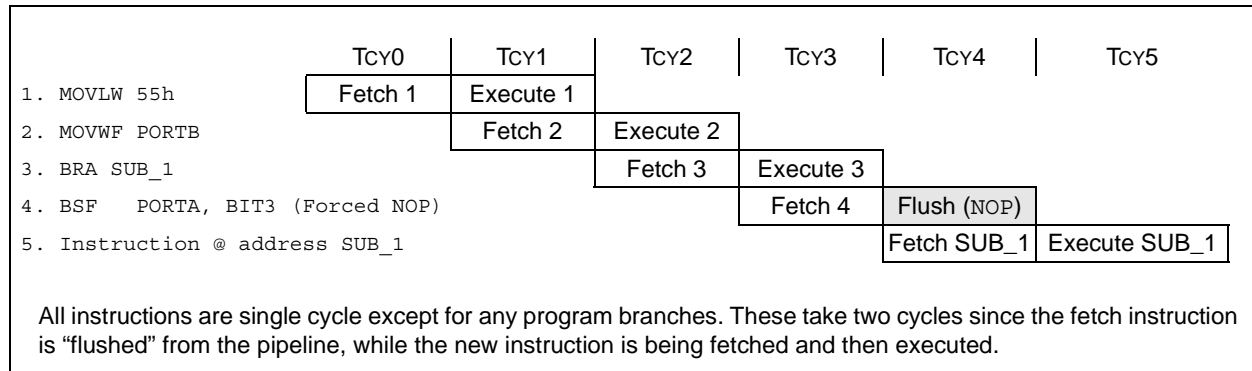 TCY0 TCY1 TCY2 TCY3 TCY4 TCY5
1. MOVLW 55h Fetch 1 Execute 1
2. MOVWF PORTB Fetch 2 Execute 2
3. BRA SUB_1 Fetch 3 Execute 3
4. BSF PORTA, BIT3 (Forced NOP) Fetch 4 Flush (NOP)
5. Instruction @ address SUB_1 Fetch SUB_1 Execute SUB_1
All instructions are single cycle except for any program branches. These take two cycles since the fetch instruction
is “flushed” from the pipeline, while the new instruction is being fetched and then executed.